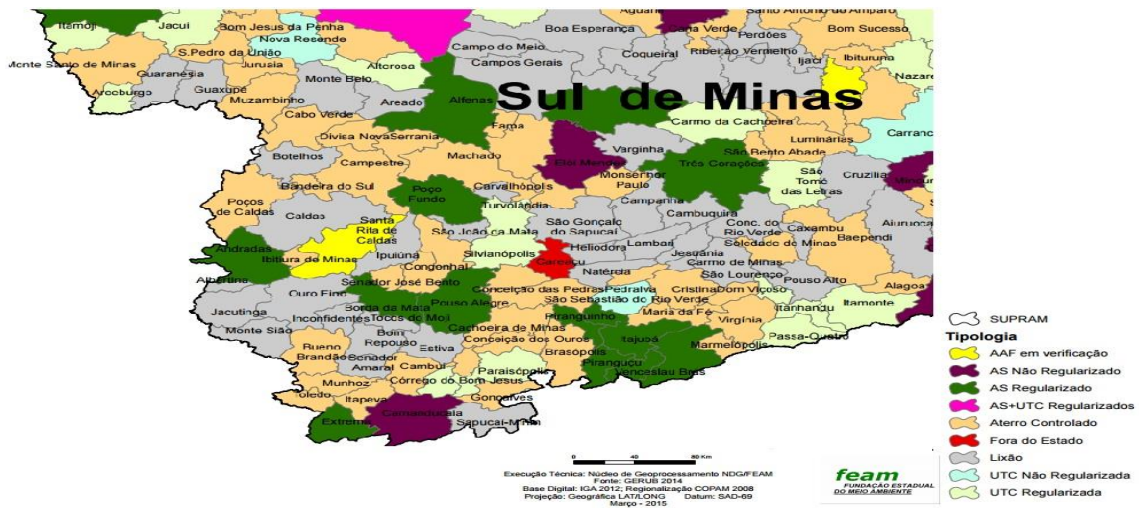 Itamoji
Jacuí
Bom Jesus da Penha
Nova Resende
S.Pedro da União
Monte Santo de Minas
Juruaia
Guaranésia
Guaxupé
Arceburgo
Muzambinho
Monte Belo
Alterosa
Areado
Cabo Verde
Alfenas
Campo do Meio
Campos Gerais
Boa Esperança
Coqueiral
Perdões
Ribeirão Vermelho
Ijaci
Bom Sucesso
Ibituruna
Sul de Minas
Carmo da Cachoeira
Fama
Divisa Nova
Serrania
Luminárias
São Bento Abade
Varginha
Elói Mendes
Três Corações
Botelhos
Campestre
Machado
Monsenhor
Paulo
São
Tomé
das Letras
Cruzília
Bandeira do Sul
Poço
Fundo
Carvalhópolis
Campanha
Turvolândia
Cambuquira
Poços
de Caldas
Caldas
Santa
Rita de
Caldas
São João da Mata
São Gonçalo
do Sapucaí
Conc. do
Rio Verde
Caxambu
Baependi
Soledade de Minas
Andradas
Ibitiura de Minas
Ipuiúna
Silvianópolis
Careaçu
Heliodora
Lambari
Jesuânia
Carmo de Minas
Congonhal
Natércia
São Lourenço
Pouso Alto
Albertina
Senador José Bento
Conceição das Pedras
Pedralva
Cristina
Dom Viçoso
Alagoa
Ouro Fino
Pouso Alegre
São Sebastião do Rio Verde
Itamonte
Jacutinga
Borda da Mata
Inconfidentes
Tocos do Moji
Piranguinho
Maria da Fé
Itanhandu
Virgínia
Monte Sião
Bom
Repouso
Cachoeira de Minas
Conceição dos Ouros
Itajubá
Passa-Quatro
Marmelópolis
Bueno
Brandão
Senador
Amaral
Estiva
Brasópolis
Piranguçu
Venceslau Brás
Cambuí
Paraisópolis
Munhoz
Córrego do Bom Jesus
Toledo
Itapeva
Gonçalves
Extrema
Camanducaia
Sapucaí-Mirim
0 40 80 Km
Execução Técnica: Núcleo de Geoprocessamento NDG/FEAM
Fonte: GERUB 2014
Base Digital: IGA 2012; Regionalização COPAM 2008
Projeção: Geográfica LAT/LONG Datum: SAD-69
Março - 2015
feam
FUNDAÇÃO ESTADUAL
DO MEIO AMBIENTE
SUPRAM
Tipologia
AAF em verificação
AS Não Regularizado
AS Regularizado
AS+UTC Regularizados
Aterro Controlado
Fora do Estado
Lixão
UTC Não Regularizada
UTC Regularizada